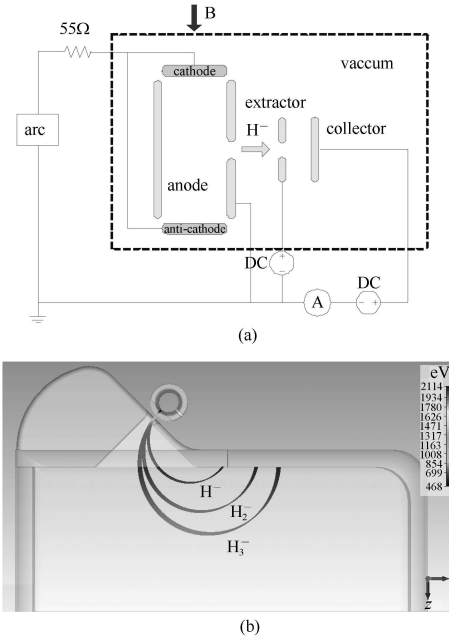 B
55Ω
cathode
vaccum
extractor
arc
H⁻
collector
anode
anti-cathode
DC
DC
A
(a)
eV
2114
1934
1780
1626
1471
1317
1163
1008
854
699
468
H⁻
H₂⁻
H₃⁻
z
(b)